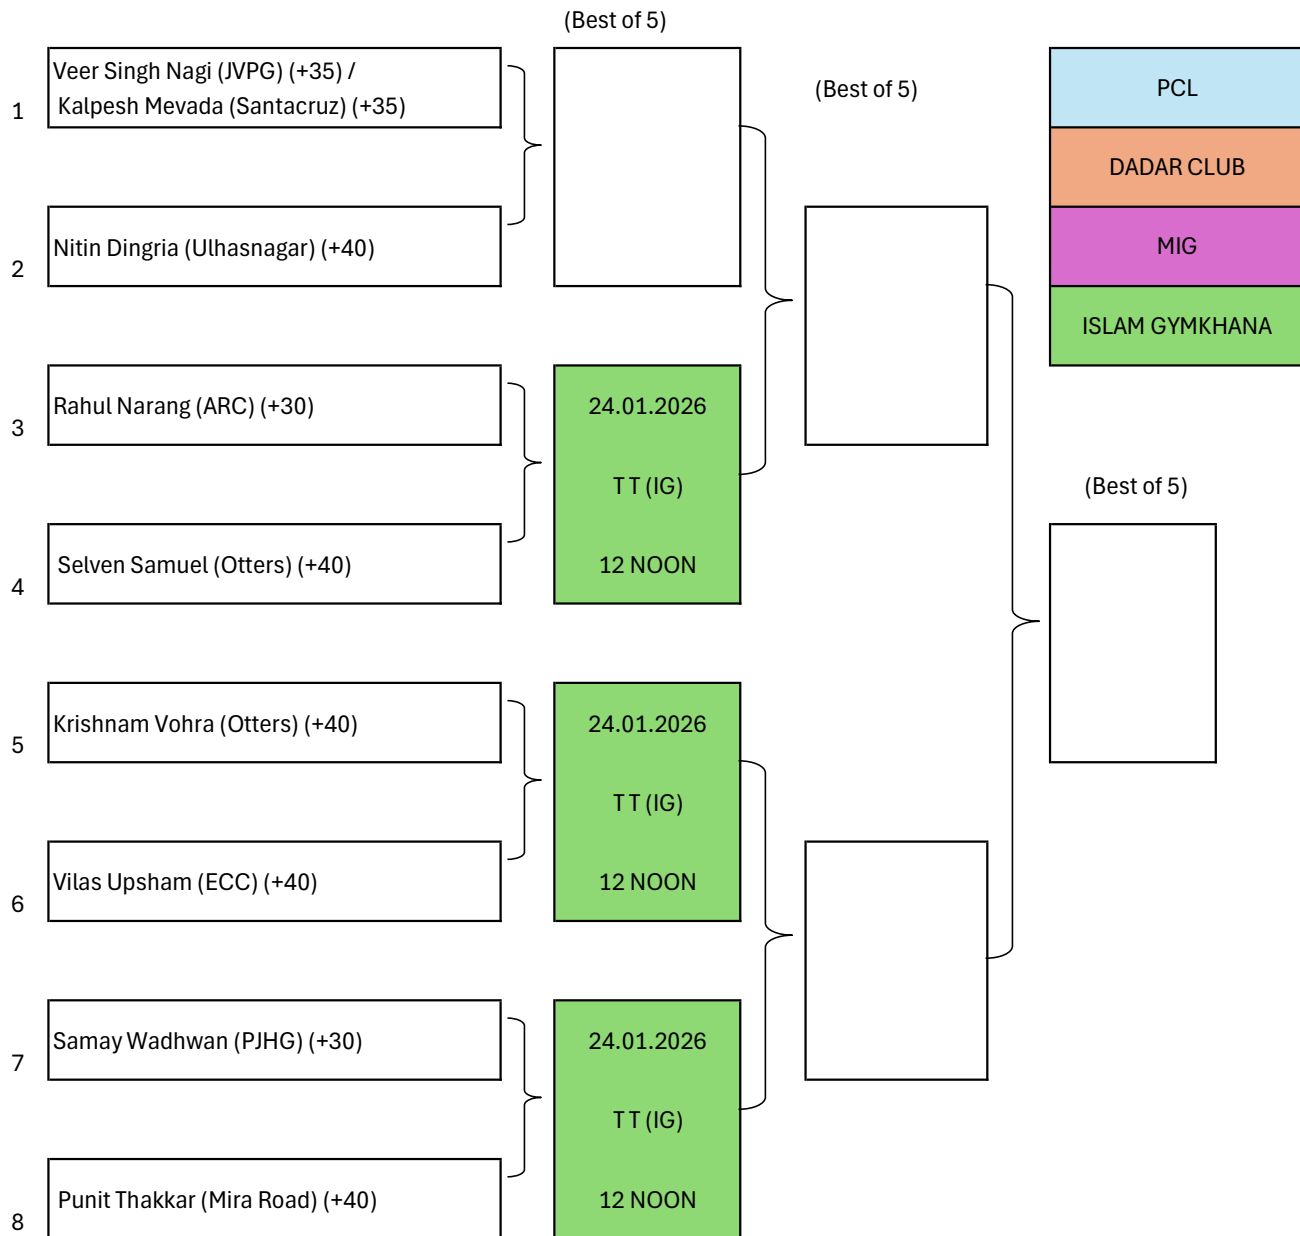 (Best of 5)
(Best of 5)
1
Veer Singh Nagi (JVPG) (+35) /
Kalpesh Mevada (Santacruz) (+35)
2
Nitin Dingria (Ulhasnagar) (+40)
3
Rahul Narang (ARC) (+30)
24.01.2026
T T (IG)
12 NOON
4
Selven Samuel (Otters) (+40)
5
Krishnam Vohra (Otters) (+40)
24.01.2026
T T (IG)
12 NOON
6
Vilas Upsham (ECC) (+40)
7
Samay Wadhwan (PJHG) (+30)
24.01.2026
T T (IG)
12 NOON
8
Punit Thakkar (Mira Road) (+40)
PCL
DADAR CLUB
MIG
ISLAM GYMKHANA
(Best of 5)